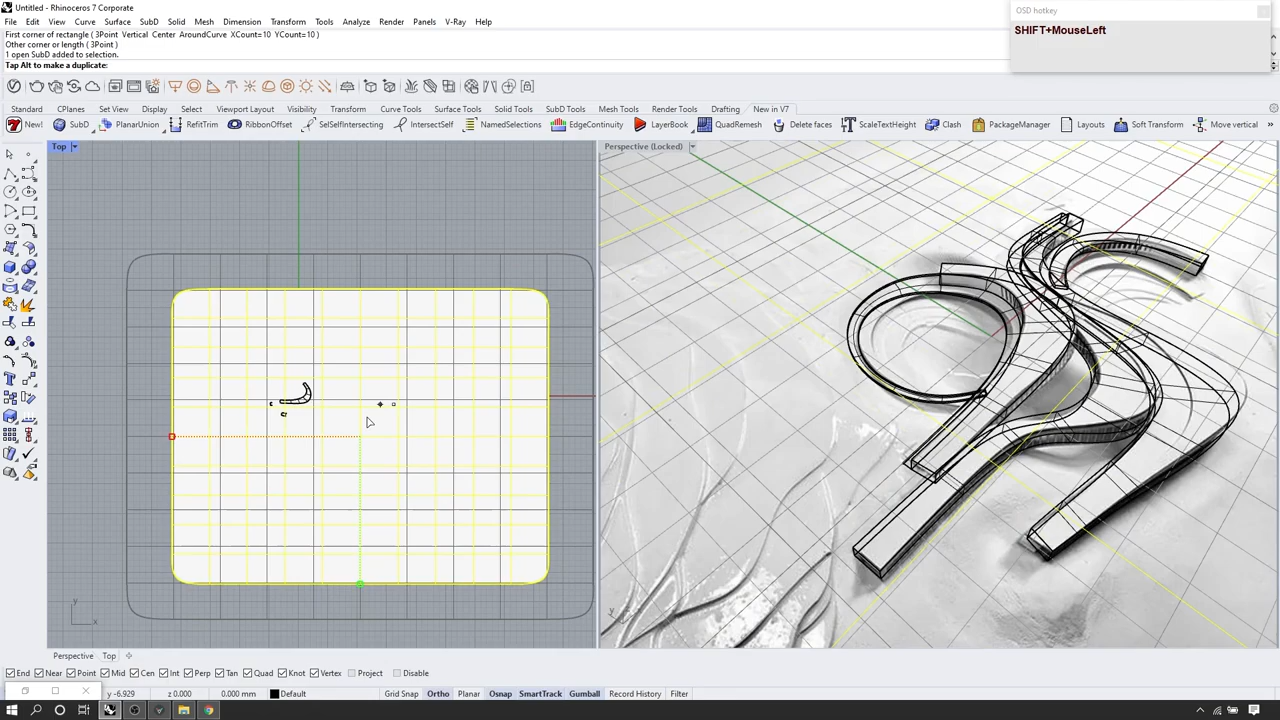 Untitled - Rhinoceros 7 Corporate
OSD hotkey
File Edit View Curve Surface SubD Solid Mesh Dimension Transform Tools Analyze Render Panels V-Ray Help
SHIFT+MouseLeft
First corner of rectangle ( 3Point Vertical Center AroundCurve XCount=10 YCount=10 )
Other corner or length ( 3Point )
1 open SubD added to selection.
Tap Alt to make a duplicate:
Standard CPlanes Set View Display Select Viewport Layout Visibility Transform Curve Tools Surface Tools Solid Tools SubD Tools Mesh Tools Render Tools Drafting New in V7
New! SubD PlanarUnion RefitTrim RibbonOffset SelSelfIntersecting IntersectSelf NamedSelections EdgeContinuity LayerBook QuadRemesh Delete faces ScaleTextHeight Clash PackageManager Layouts Soft Transform Move vertical »
Top
Perspective (Locked)
y
x
y
Perspective Top
End Near Point Mid Cen Int Perp Tan Quad Knot Vertex Project Disable
y -6.929 z 0.000 0.000 mm Default Grid Snap Ortho Planar Osnap SmartTrack Gumball Record History Filter